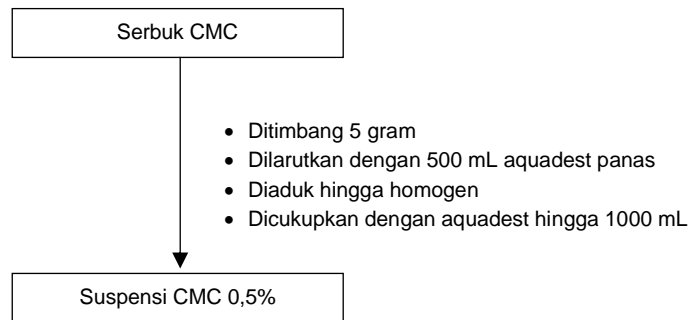 Serbuk CMC
• Ditimbang 5 gram
• Dilarutkan dengan 500 mL aquadest panas
• Diaduk hingga homogen
• Dicukupkan dengan aquadest hingga 1000 mL
Suspensi CMC 0,5%